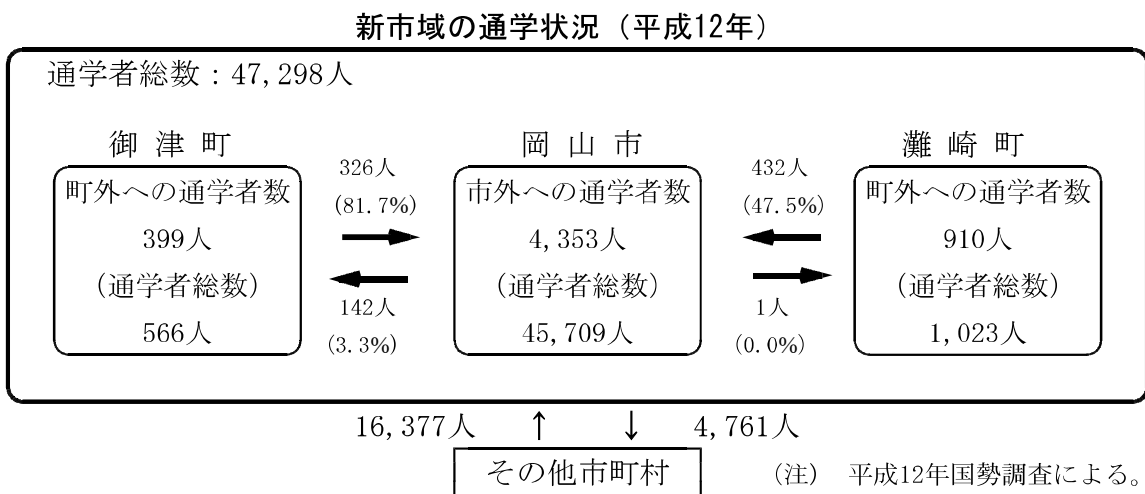 新市域の通学状況（平成12年）
通学者総数：47,298人
御津町
岡山市
灘崎町
町外への通学者数
399人
(通学者総数)
566人
326人
(81.7%)
142人
(3.3%)
市外への通学者数
4,353人
(通学者総数)
45,709人
432人
(47.5%)
1人
(0.0%)
町外への通学者数
910人
(通学者総数)
1,023人
16,377人 ↑ ↓ 4,761人
その他市町村
（注） 平成12年国勢調査による。